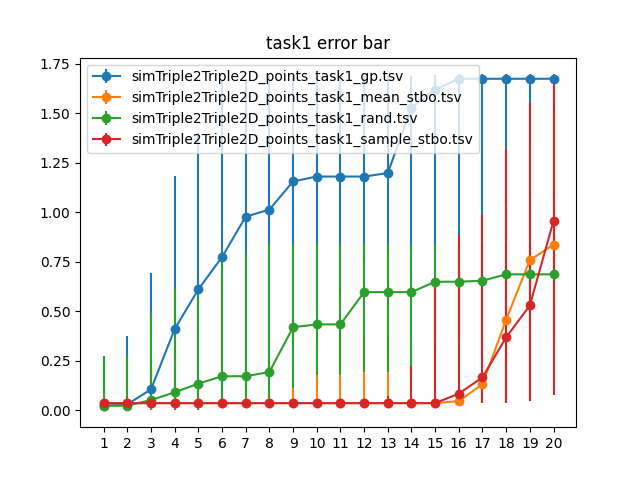 task1 error bar
simTriple2Triple2D_points_task1_gp.tsv
simTriple2Triple2D_points_task1_mean_stbo.tsv
simTriple2Triple2D_points_task1_rand.tsv
simTriple2Triple2D_points_task1_sample_stbo.tsv
1.75
1.50
1.25
1.00
0.75
0.50
0.25
0.00
1 2 3 4 5 6 7 8 9 10 11 12 13 14 15 16 17 18 19 20